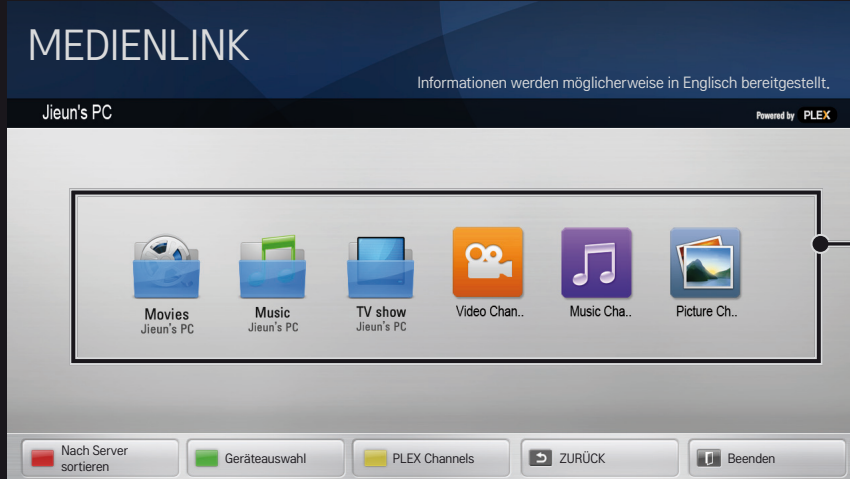 MEDIENLINK
Informationen werden möglicherweise in Englisch bereitgestellt.
Jieun's PC
Powered by PLEX
Movies
Jieun's PC
Music
Jieun's PC
TV show
Jieun's PC
Video Chan..
Music Cha..
Picture Ch..
Nach Server
sortieren
Geräteauswahl
PLEX Channels
ZURÜCK
Beenden